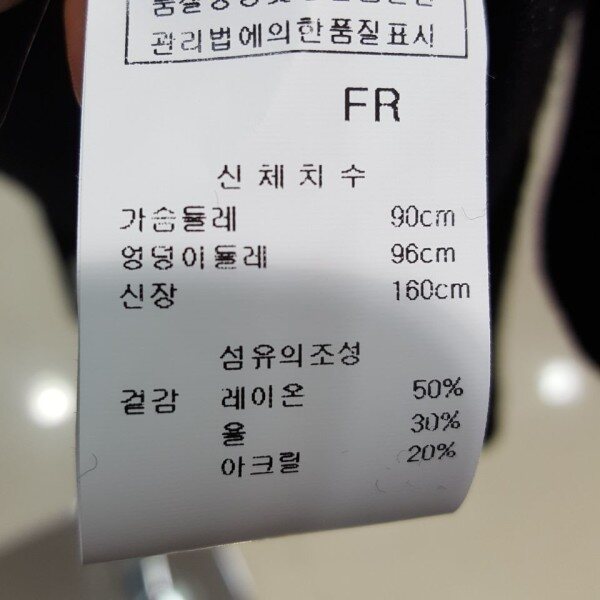 관리법에의한품질표시
FR
신체치수
가슴둘레 90cm
엉덩이둘레 96cm
신장 160cm
섬유의조성
겉감 레이온 50%
울 30%
아크릴 20%